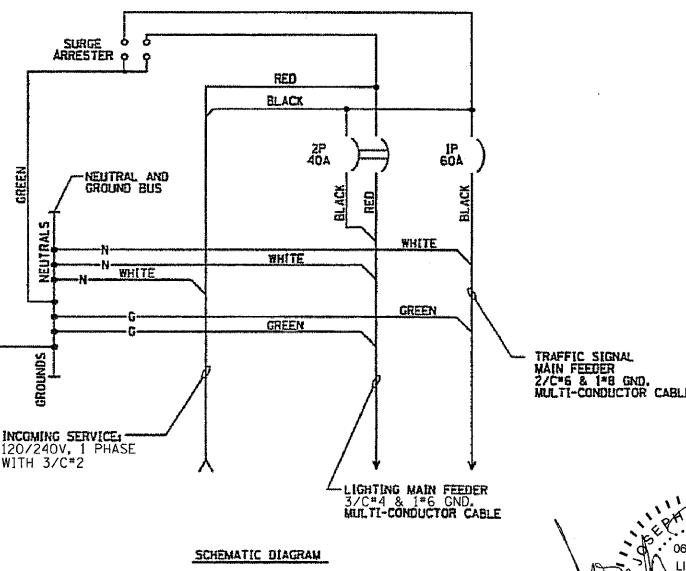 SURGE
ARRESTER
RED
BLACK
2P
40A
1P
60A
GREEN
NEUTRAL AND
GROUND BUS
BLACK
RED
BLACK
NEUTRALS
N
WHITE
N
WHITE
N
WHITE
G
GREEN
G
GREEN
GROUNDS
TRAFFIC SIGNAL
MAIN FEEDER
2/C#6 & 1#8 GND.
MULTI-CONDUCTOR CABLE
INCOMING SERVICE:
120/240V, 1 PHASE
WITH 3/C#2
LIGHTING MAIN FEEDER
3/C#4 & 1#6 GND.
MULTI-CONDUCTOR CABLE
SCHEMATIC DIAGRAM
JOSEPH
06
LI